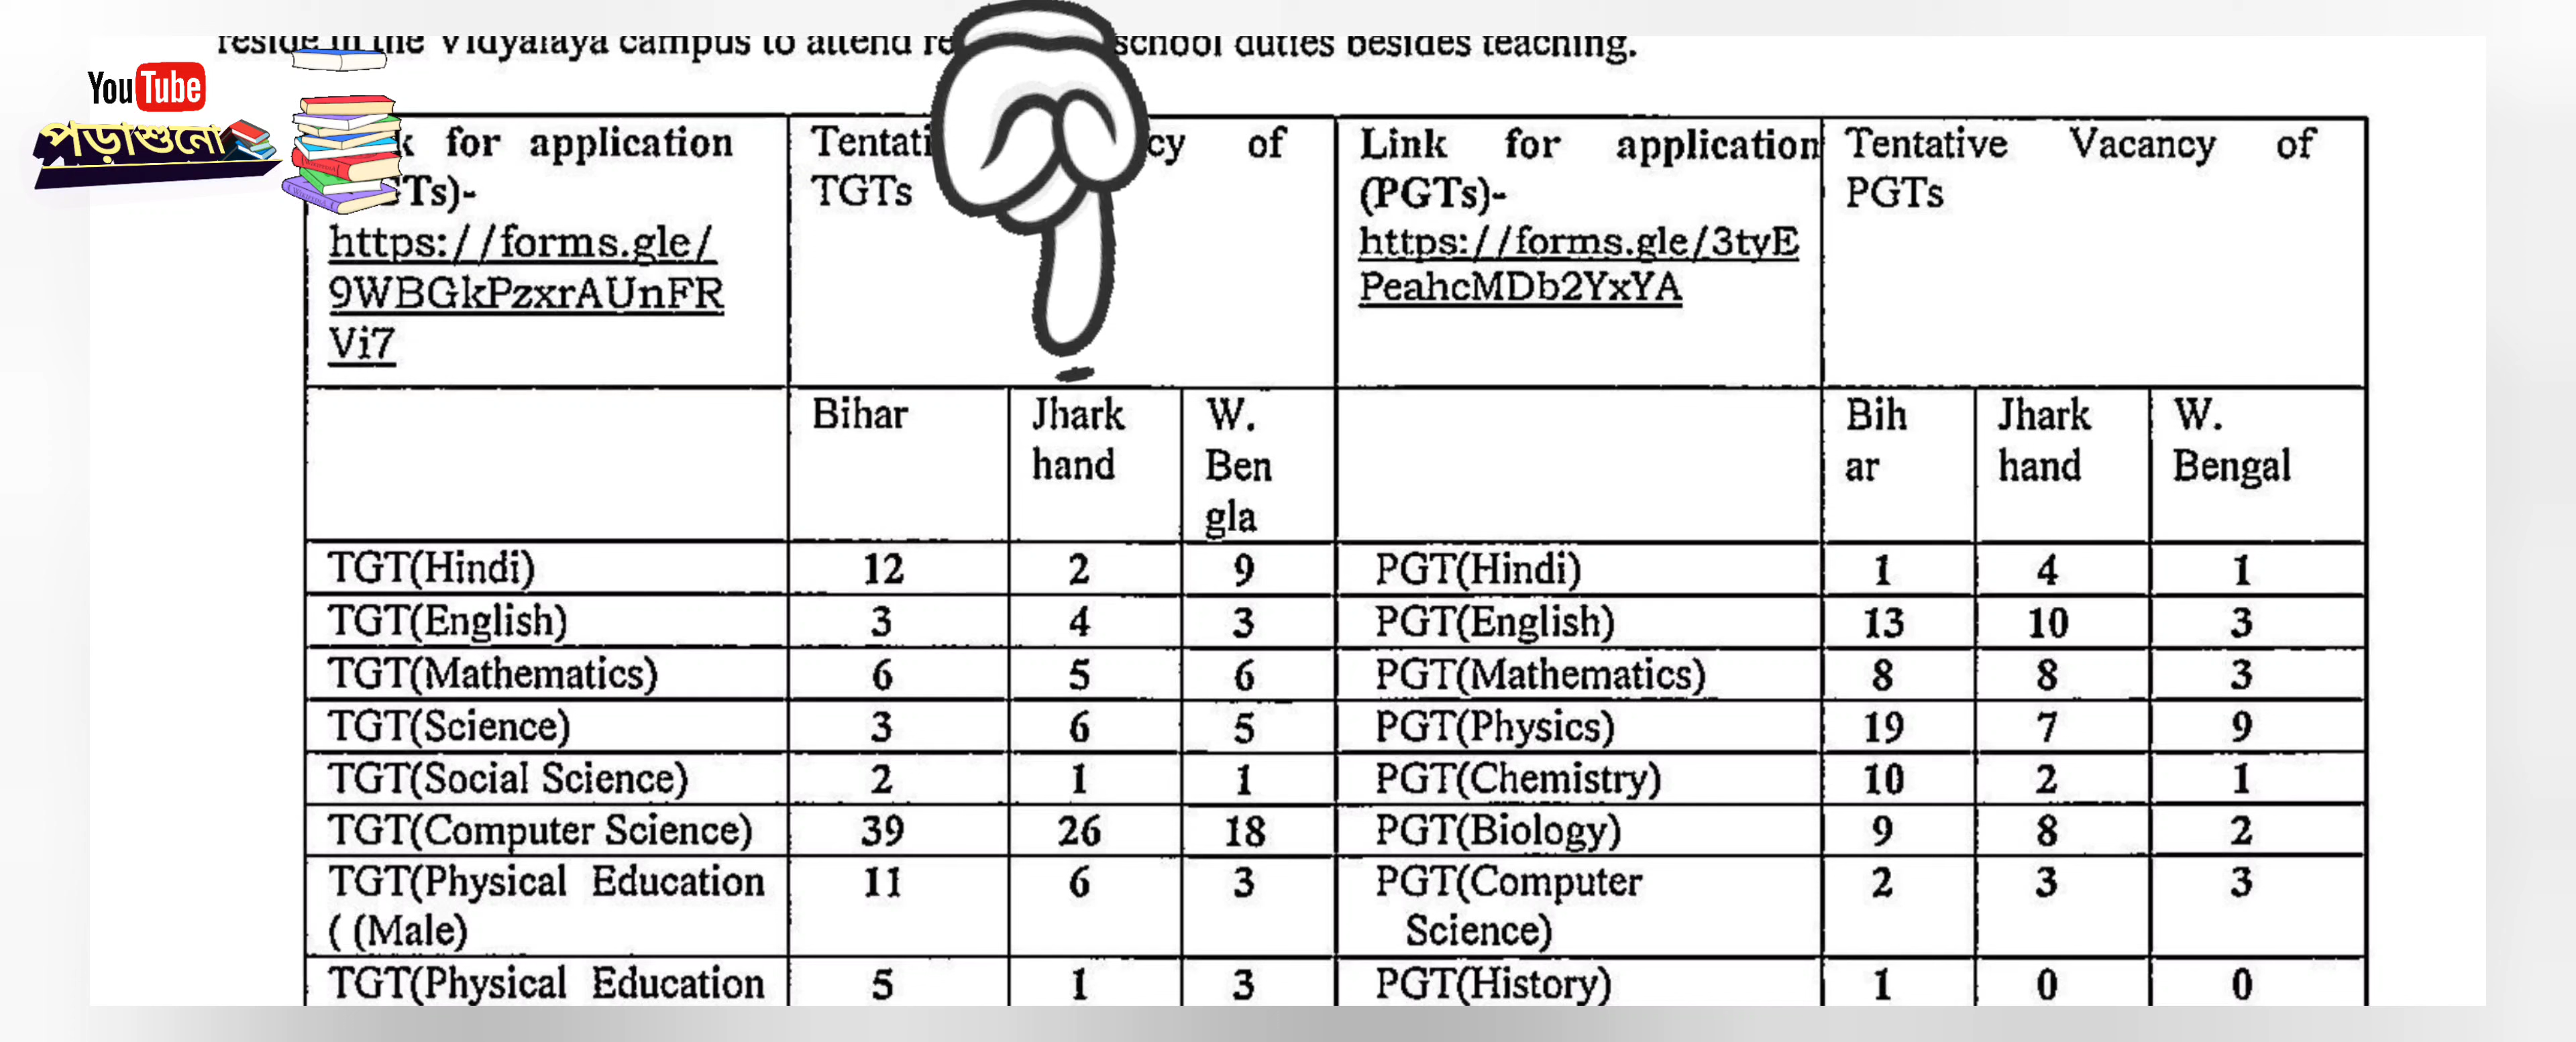 reside in the Vidyalaya campus to attend school duties besides teaching.
YouTube
পড়াশুনো
for application
Ts)-
https://forms.gle/
9WBGkPzxrAUnFR
Vi7
of
TGTs
Link for application
(PGTs)-
https://forms.gle/3tyE
PeahcMDb2YxYA
Tentative Vacancy of
PGTs
Bihar
Jhark
hand
W.
Ben
gla
Bih
ar
Jhark
hand
W.
Bengal
TGT(Hindi) 12 2 9 PGT(Hindi) 1 4 1
TGT(English) 3 4 3 PGT(English) 13 10 3
TGT(Mathematics) 6 5 6 PGT(Mathematics) 8 8 3
TGT(Science) 3 6 5 PGT(Physics) 19 7 9
TGT(Social Science) 2 1 1 PGT(Chemistry) 10 2 1
TGT(Computer Science) 39 26 18 PGT(Biology) 9 8 2
TGT(Physical Education 11 6 3 PGT(Computer 2 3 3
( (Male) Science)
TGT(Physical Education 5 1 3 PGT(History) 1 0 0